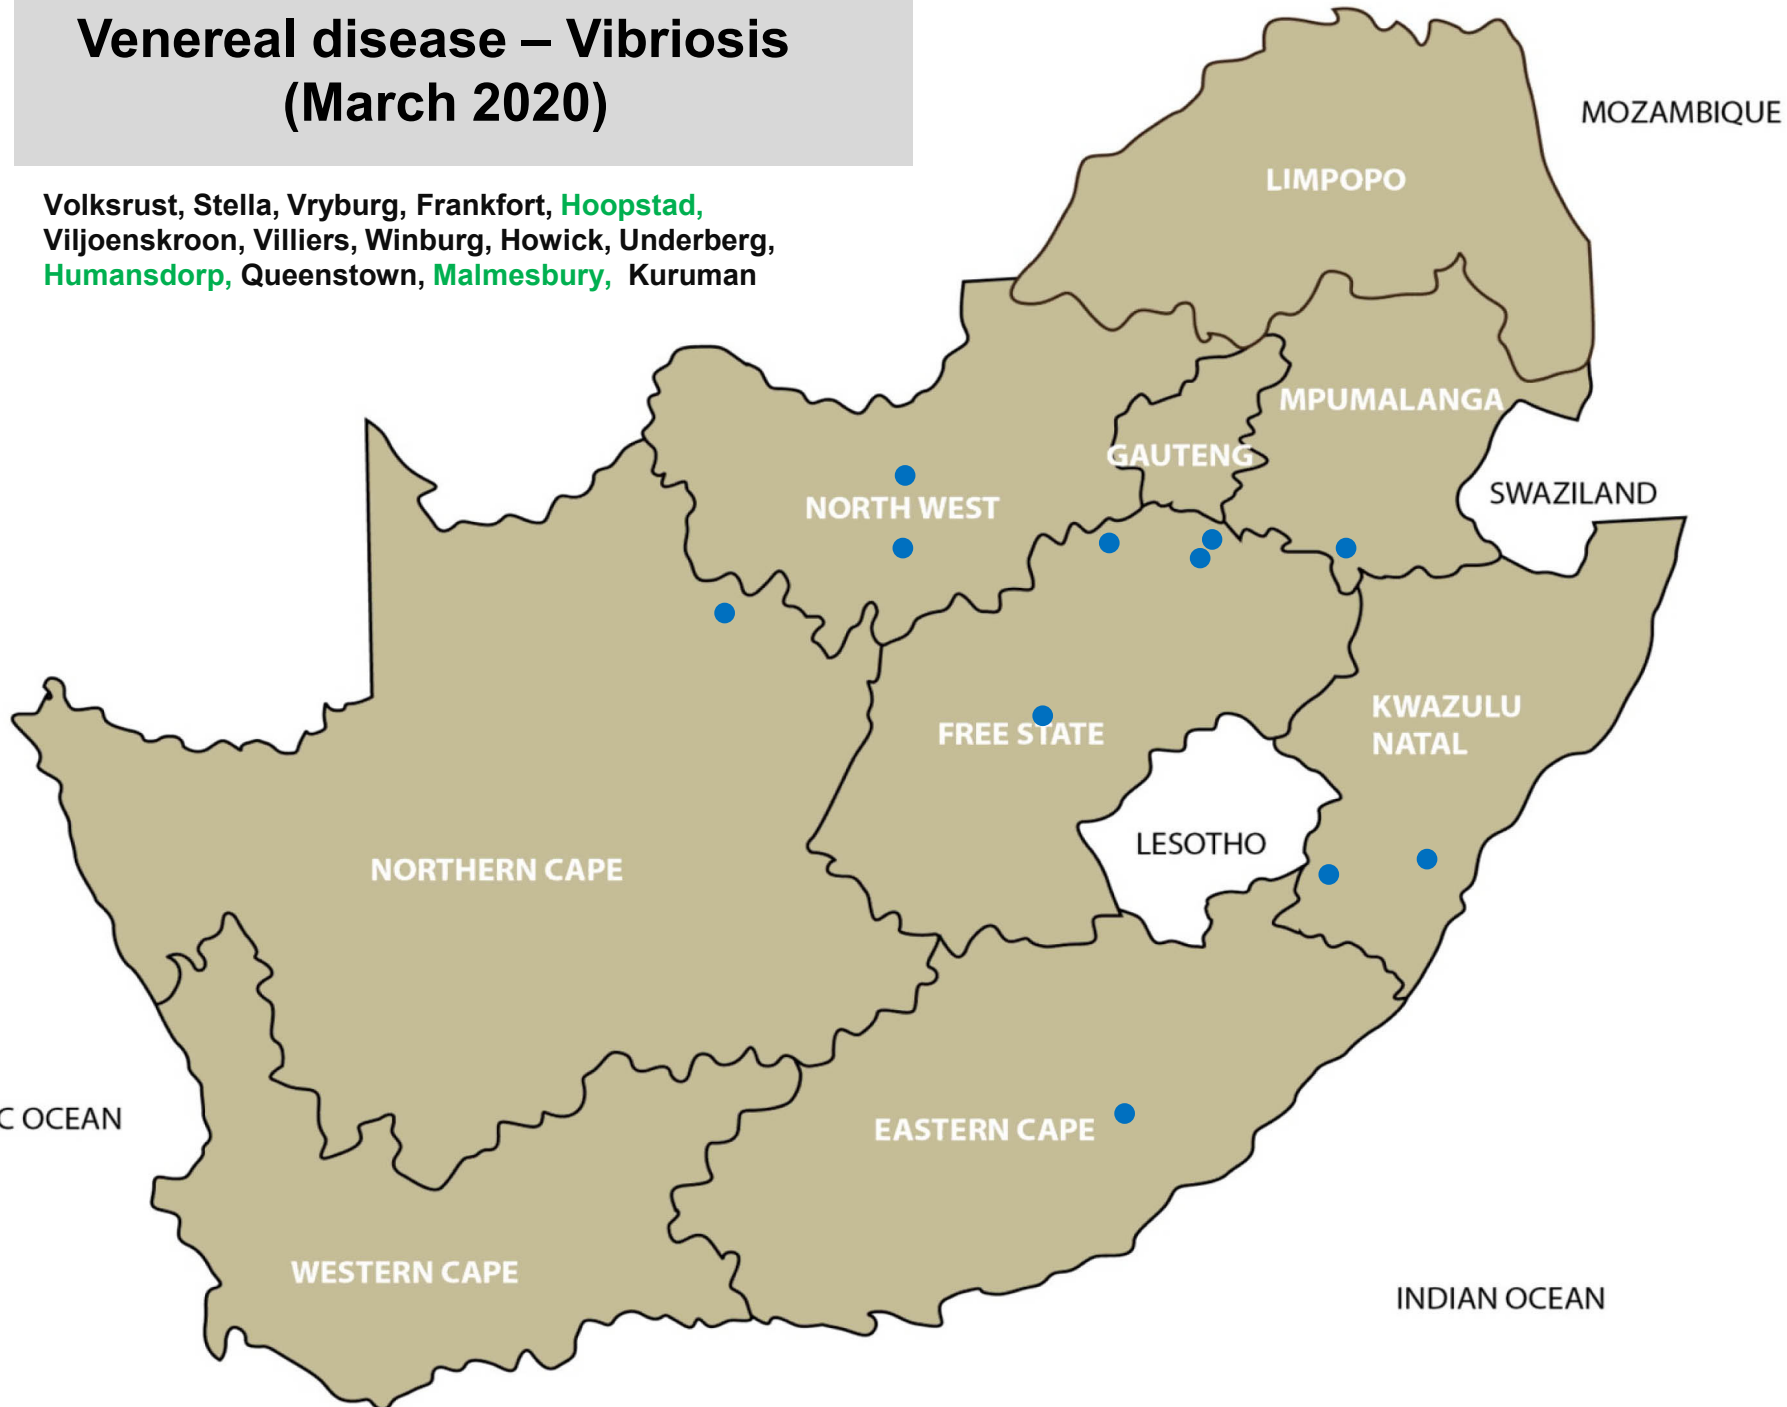 Venereal disease – Vibriosis
(March 2020)
Volksrust, Stella, Vryburg, Frankfort, Hoopstad,
Viljoenskroon, Villiers, Winburg, Howick, Underberg,
Humansdorp, Queenstown, Malmesbury, Kuruman
MOZAMBIQUE
LIMPOPO
MPUMALANGA
GAUTENG
SWAZILAND
NORTH WEST
KWAZULU
NATAL
FREE STATE
LESOTHO
NORTHERN CAPE
C OCEAN
EASTERN CAPE
WESTERN CAPE
INDIAN OCEAN